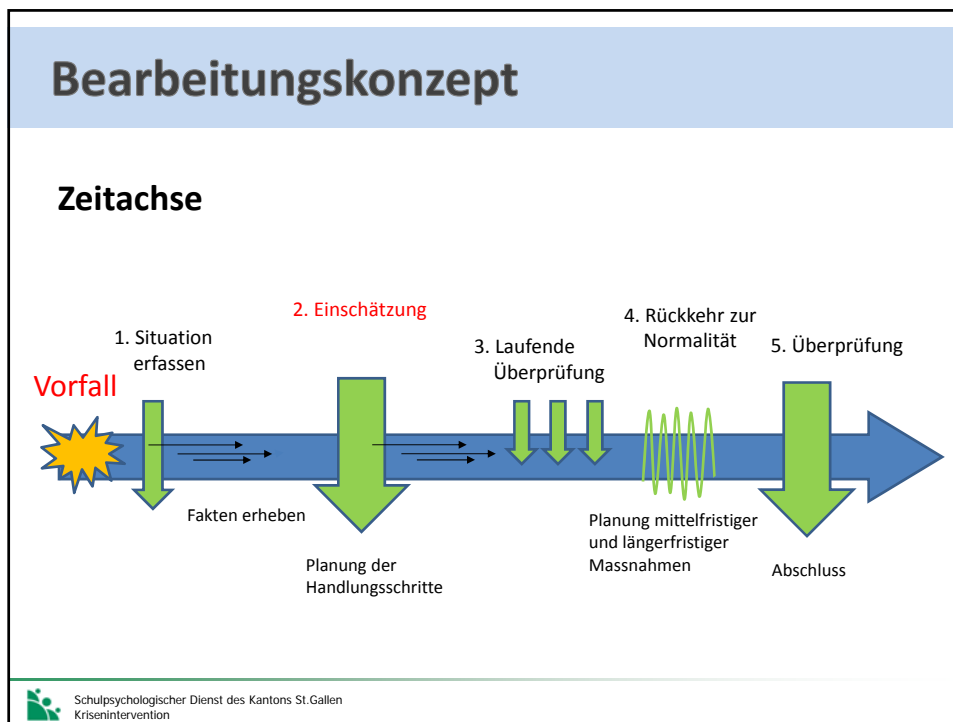 Bearbeitungskonzept
Zeitachse
Vorfall
1. Situation
erfassen
Fakten erheben
2. Einschätzung
Planung der
Handlungsschritte
3. Laufende
Überprüfung
4. Rückkehr zur
Normalität
Planung mittelfristiger
und längerfristiger
Massnahmen
5. Überprüfung
Abschluss
Schulpsychologischer Dienst des Kantons St.Gallen
Krisenintervention